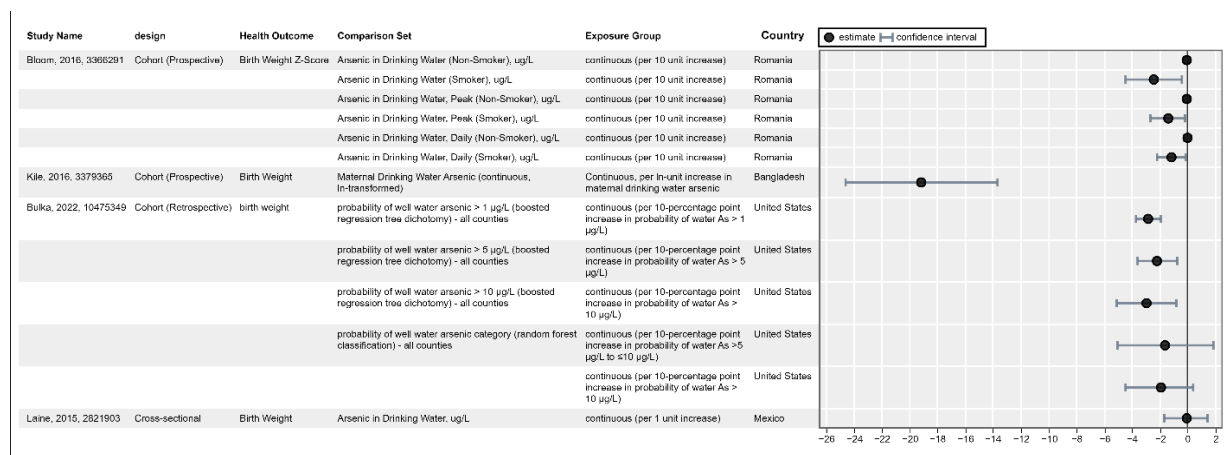 Study Name design Health Outcome Comparison Set Exposure Group Country estimate confidence interval
Bloom, 2016, 3366291 Cohort (Prospective) Birth Weight Z-Score Arsenic in Drinking Water (Non-Smoker), ug/L continuous (per 10 unit increase) Romania
Arsenic in Drinking Water (Smoker), ug/L continuous (per 10 unit increase) Romania
Arsenic in Drinking Water, Peak (Non-Smoker), ug/L continuous (per 10 unit increase) Romania
Arsenic in Drinking Water, Peak (Smoker), ug/L continuous (per 10 unit increase) Romania
Arsenic in Drinking Water, Daily (Non-Smoker), ug/L continuous (per 10 unit increase) Romania
Arsenic in Drinking Water, Daily (Smoker), ug/L continuous (per 10 unit increase) Romania
Kile, 2016, 3379365 Cohort (Prospective) Birth Weight Maternal Drinking Water Arsenic (continuous, Continuous, per ln-unit increase in Bangladesh
ln-transformed) maternal drinking water arsenic
Bulka, 2022, 10475349 Cohort (Retrospective) birth weight probability of well water arsenic > 1 µg/L (boosted continuous (per 10-percentage point United States
regression tree dichotomy) - all counties increase in probability of water As > 1
µg/L)
probability of well water arsenic > 5 µg/L (boosted continuous (per 10-percentage point United States
regression tree dichotomy) - all counties increase in probability of water As > 5
µg/L)
probability of well water arsenic > 10 µg/L (boosted continuous (per 10-percentage point United States
regression tree dichotomy) - all counties increase in probability of water As >
10 µg/L)
probability of well water arsenic category (random forest continuous (per 10-percentage point United States
classification) - all counties increase in probability of water As >5
µg/L to ≤10 µg/L)
continuous (per 10-percentage point United States
increase in probability of water As >
10 µg/L)
Laine, 2015, 2821903 Cross-sectional Birth Weight Arsenic in Drinking Water, ug/L continuous (per 1 unit increase) Mexico
−26 −24 −22 −20 −18 −16 −14 −12 −10 −8 −6 −4 −2 0 2